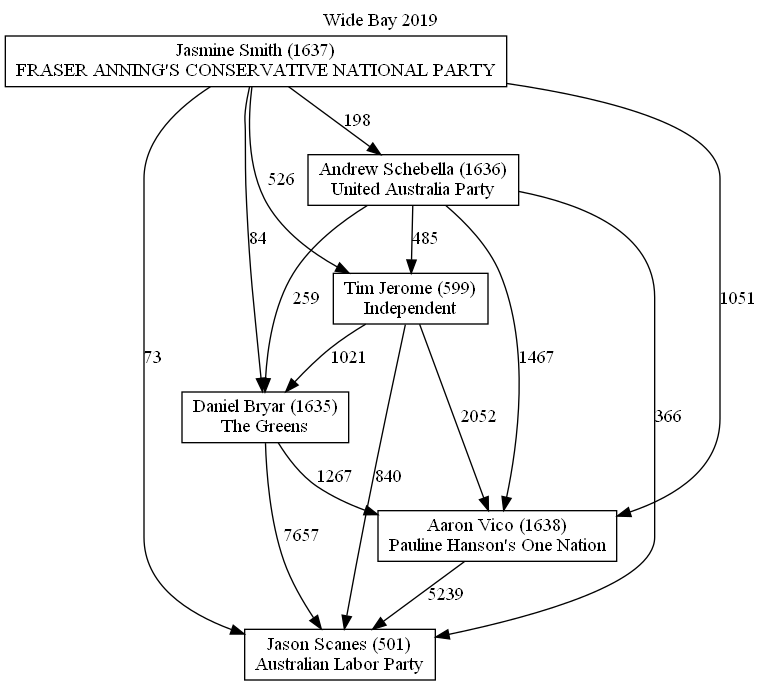 Wide Bay 2019
Jasmine Smith (1637)
FRASER ANNING'S CONSERVATIVE NATIONAL PARTY
198
Andrew Schebella (1636)
United Australia Party
526
84
485
Tim Jerome (599)
Independent
259
1051
73
1021
1467
2052
366
Daniel Bryar (1635)
The Greens
1267
840
Aaron Vico (1638)
Pauline Hanson's One Nation
7657
5239
Jason Scanes (501)
Australian Labor Party